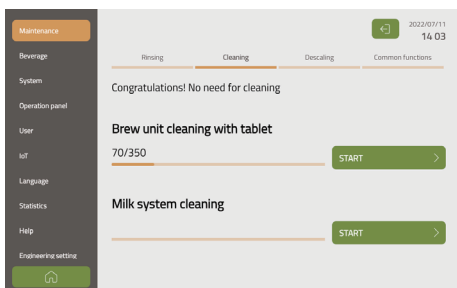 Maintenance
Beverage
System
Operation panel
User
IoT
Language
Statistics
Help
Engineering setting
2022/07/11
14 03
Rinsing
Cleaning
Descaling
Common functions
Congratulations! No need for cleaning
Brew unit cleaning with tablet
70/350
START
Milk system cleaning
START